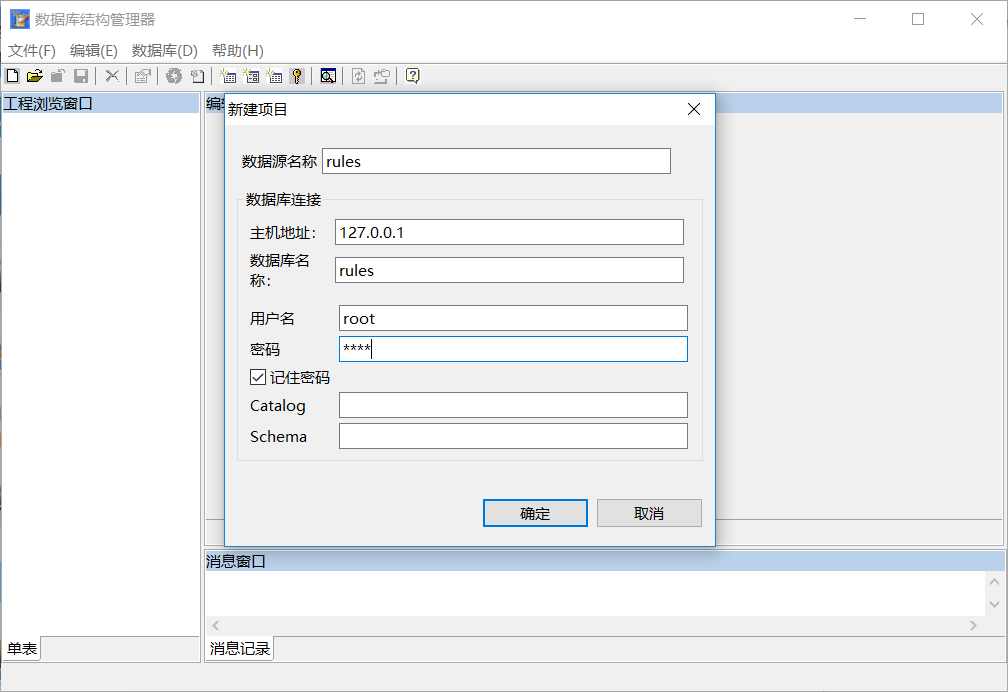 数据库结构管理器
文件(F) 编辑(E) 数据库(D) 帮助(H)
工程浏览窗口
新建项目
数据源名称 rules
数据库连接
主机地址： 127.0.0.1
数据库名
称： rules
用户名 root
密码 ****
记住密码
Catalog
Schema
确定 取消
消息窗口
单表
消息记录